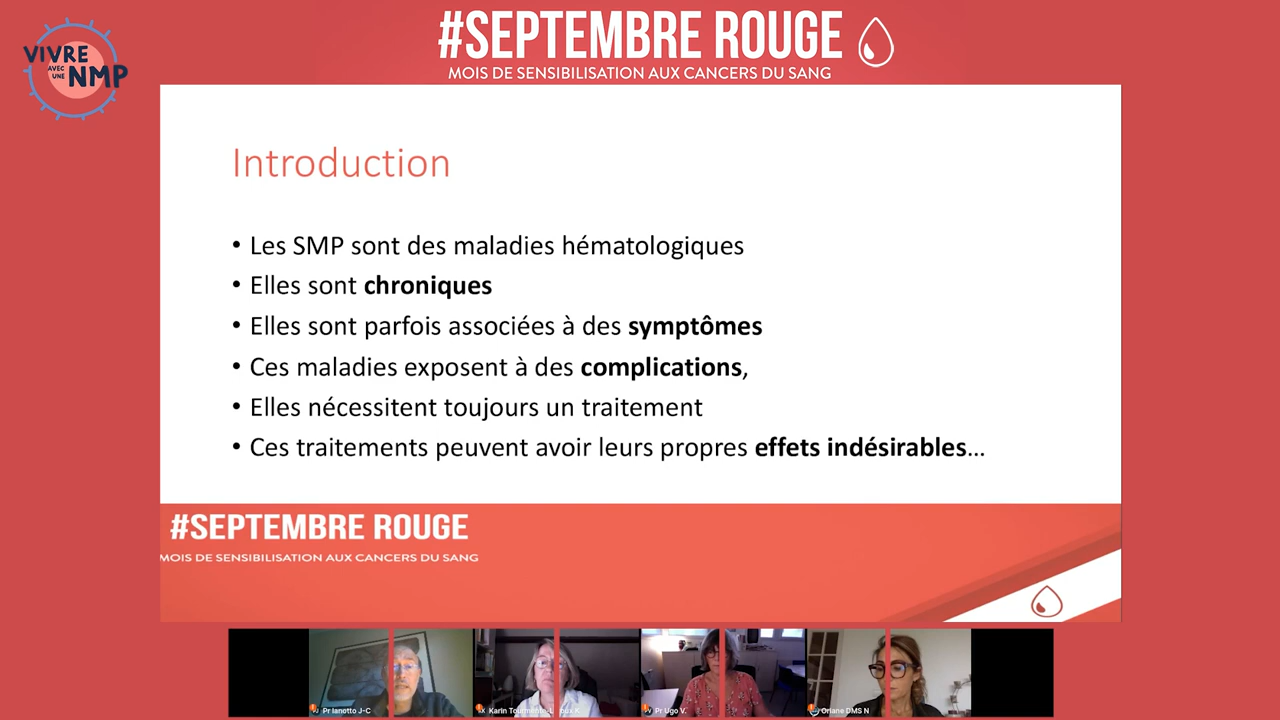 #SEPTEMBRE ROUGE
MOIS DE SENSIBILISATION AUX CANCERS DU SANG
VIVRE
AVEC
UNE
NMP
Introduction
• Les SMP sont des maladies hématologiques
• Elles sont chroniques
• Elles sont parfois associées à des symptômes
• Ces maladies exposent à des complications,
• Elles nécessitent toujours un traitement
• Ces traitements peuvent avoir leurs propres effets indésirables...
#SEPTEMBRE ROUGE
MOIS DE SENSIBILISATION AUX CANCERS DU SANG
Pr Ianotto J-C
Karin
Pr Ugo V.
Oriane DMS N